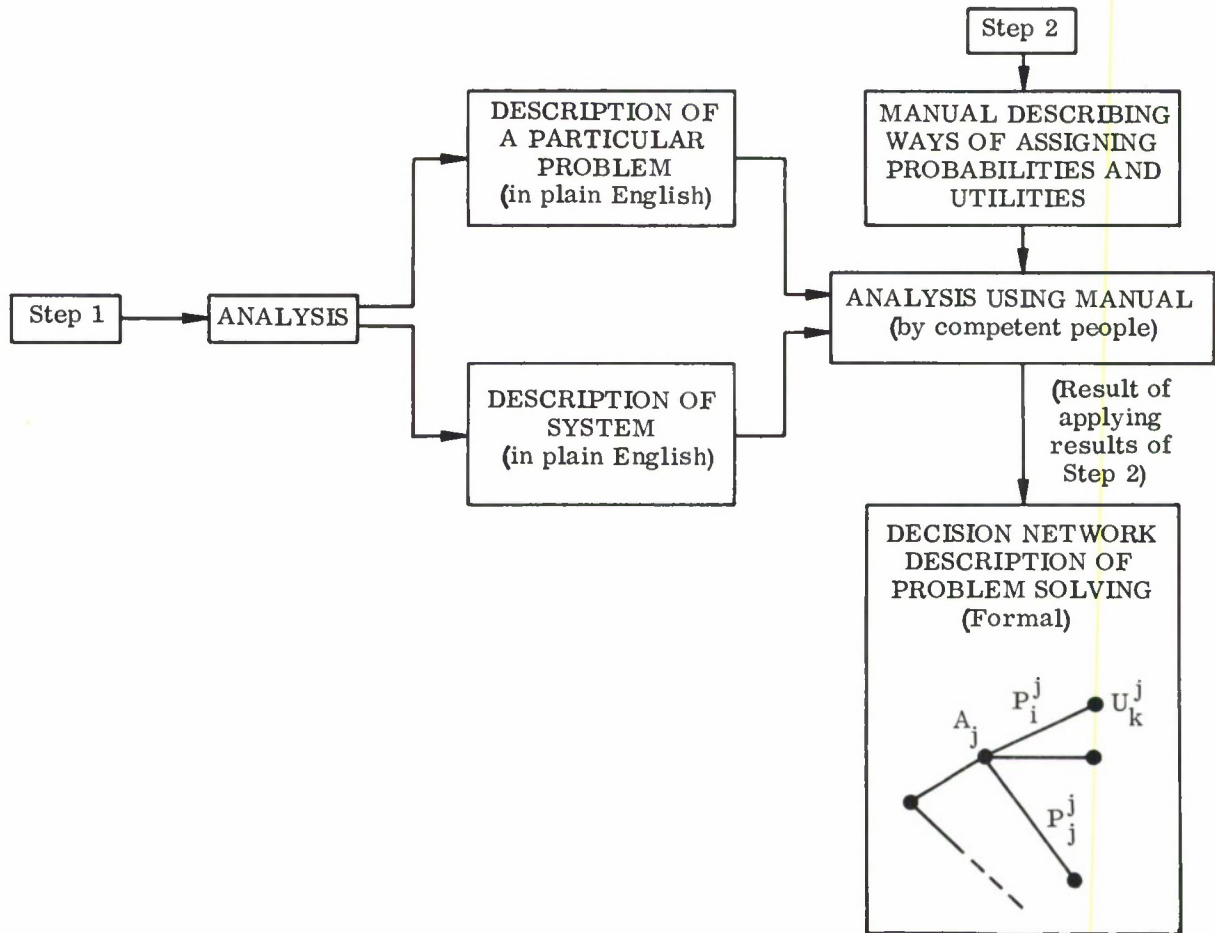 Step 2
DESCRIPTION OF
A PARTICULAR
PROBLEM
(in plain English)
MANUAL DESCRIBING
WAYS OF ASSIGNING
PROBABILITIES AND
UTILITIES
Step 1
ANALYSIS
ANALYSIS USING MANUAL
(by competent people)
DESCRIPTION OF
SYSTEM
(in plain English)
(Result of
applying
results of
Step 2)
DECISION NETWORK
DESCRIPTION OF
PROBLEM SOLVING
(Formal)
P_i^j
U_k^j
A_j
P_j^j